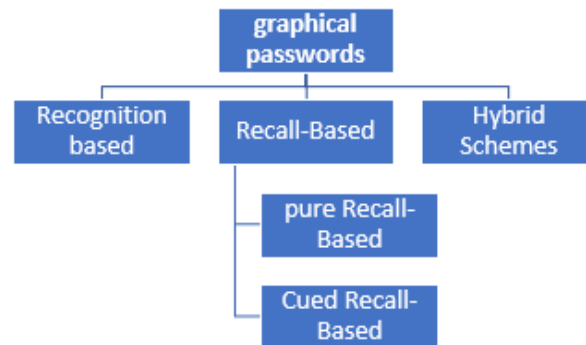 graphical
passwords
Recognition
based
Recall-Based
Hybrid
Schemes
pure Recall-
Based
Cued Recall-
Based